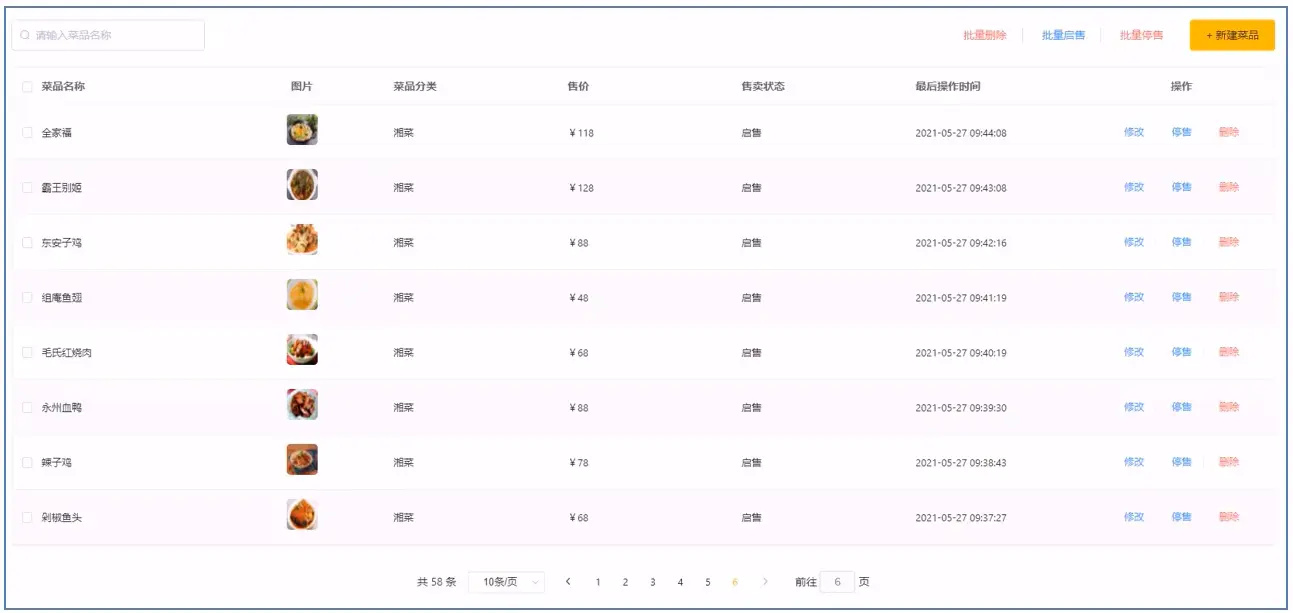 请输入菜品名称 批量删除 批量启售 批量停售 + 新建菜品
菜品名称 图片 菜品分类 售价 售卖状态 最后操作时间 操作
全家福 湘菜 ¥ 118 启售 2021-05-27 09:44:08 修改 停售 删除
霸王别姬 湘菜 ¥ 128 启售 2021-05-27 09:43:08 修改 停售 删除
东安子鸡 湘菜 ¥ 88 启售 2021-05-27 09:42:16 修改 停售 删除
组庵鱼翅 湘菜 ¥ 48 启售 2021-05-27 09:41:19 修改 停售 删除
毛氏红烧肉 湘菜 ¥ 68 启售 2021-05-27 09:40:19 修改 停售 删除
永州血鸭 湘菜 ¥ 88 启售 2021-05-27 09:39:30 修改 停售 删除
辣子鸡 湘菜 ¥ 78 启售 2021-05-27 09:38:43 修改 停售 删除
剁椒鱼头 湘菜 ¥ 68 启售 2021-05-27 09:37:27 修改 停售 删除
共 58 条 10条/页 1 2 3 4 5 6 前往 6 页